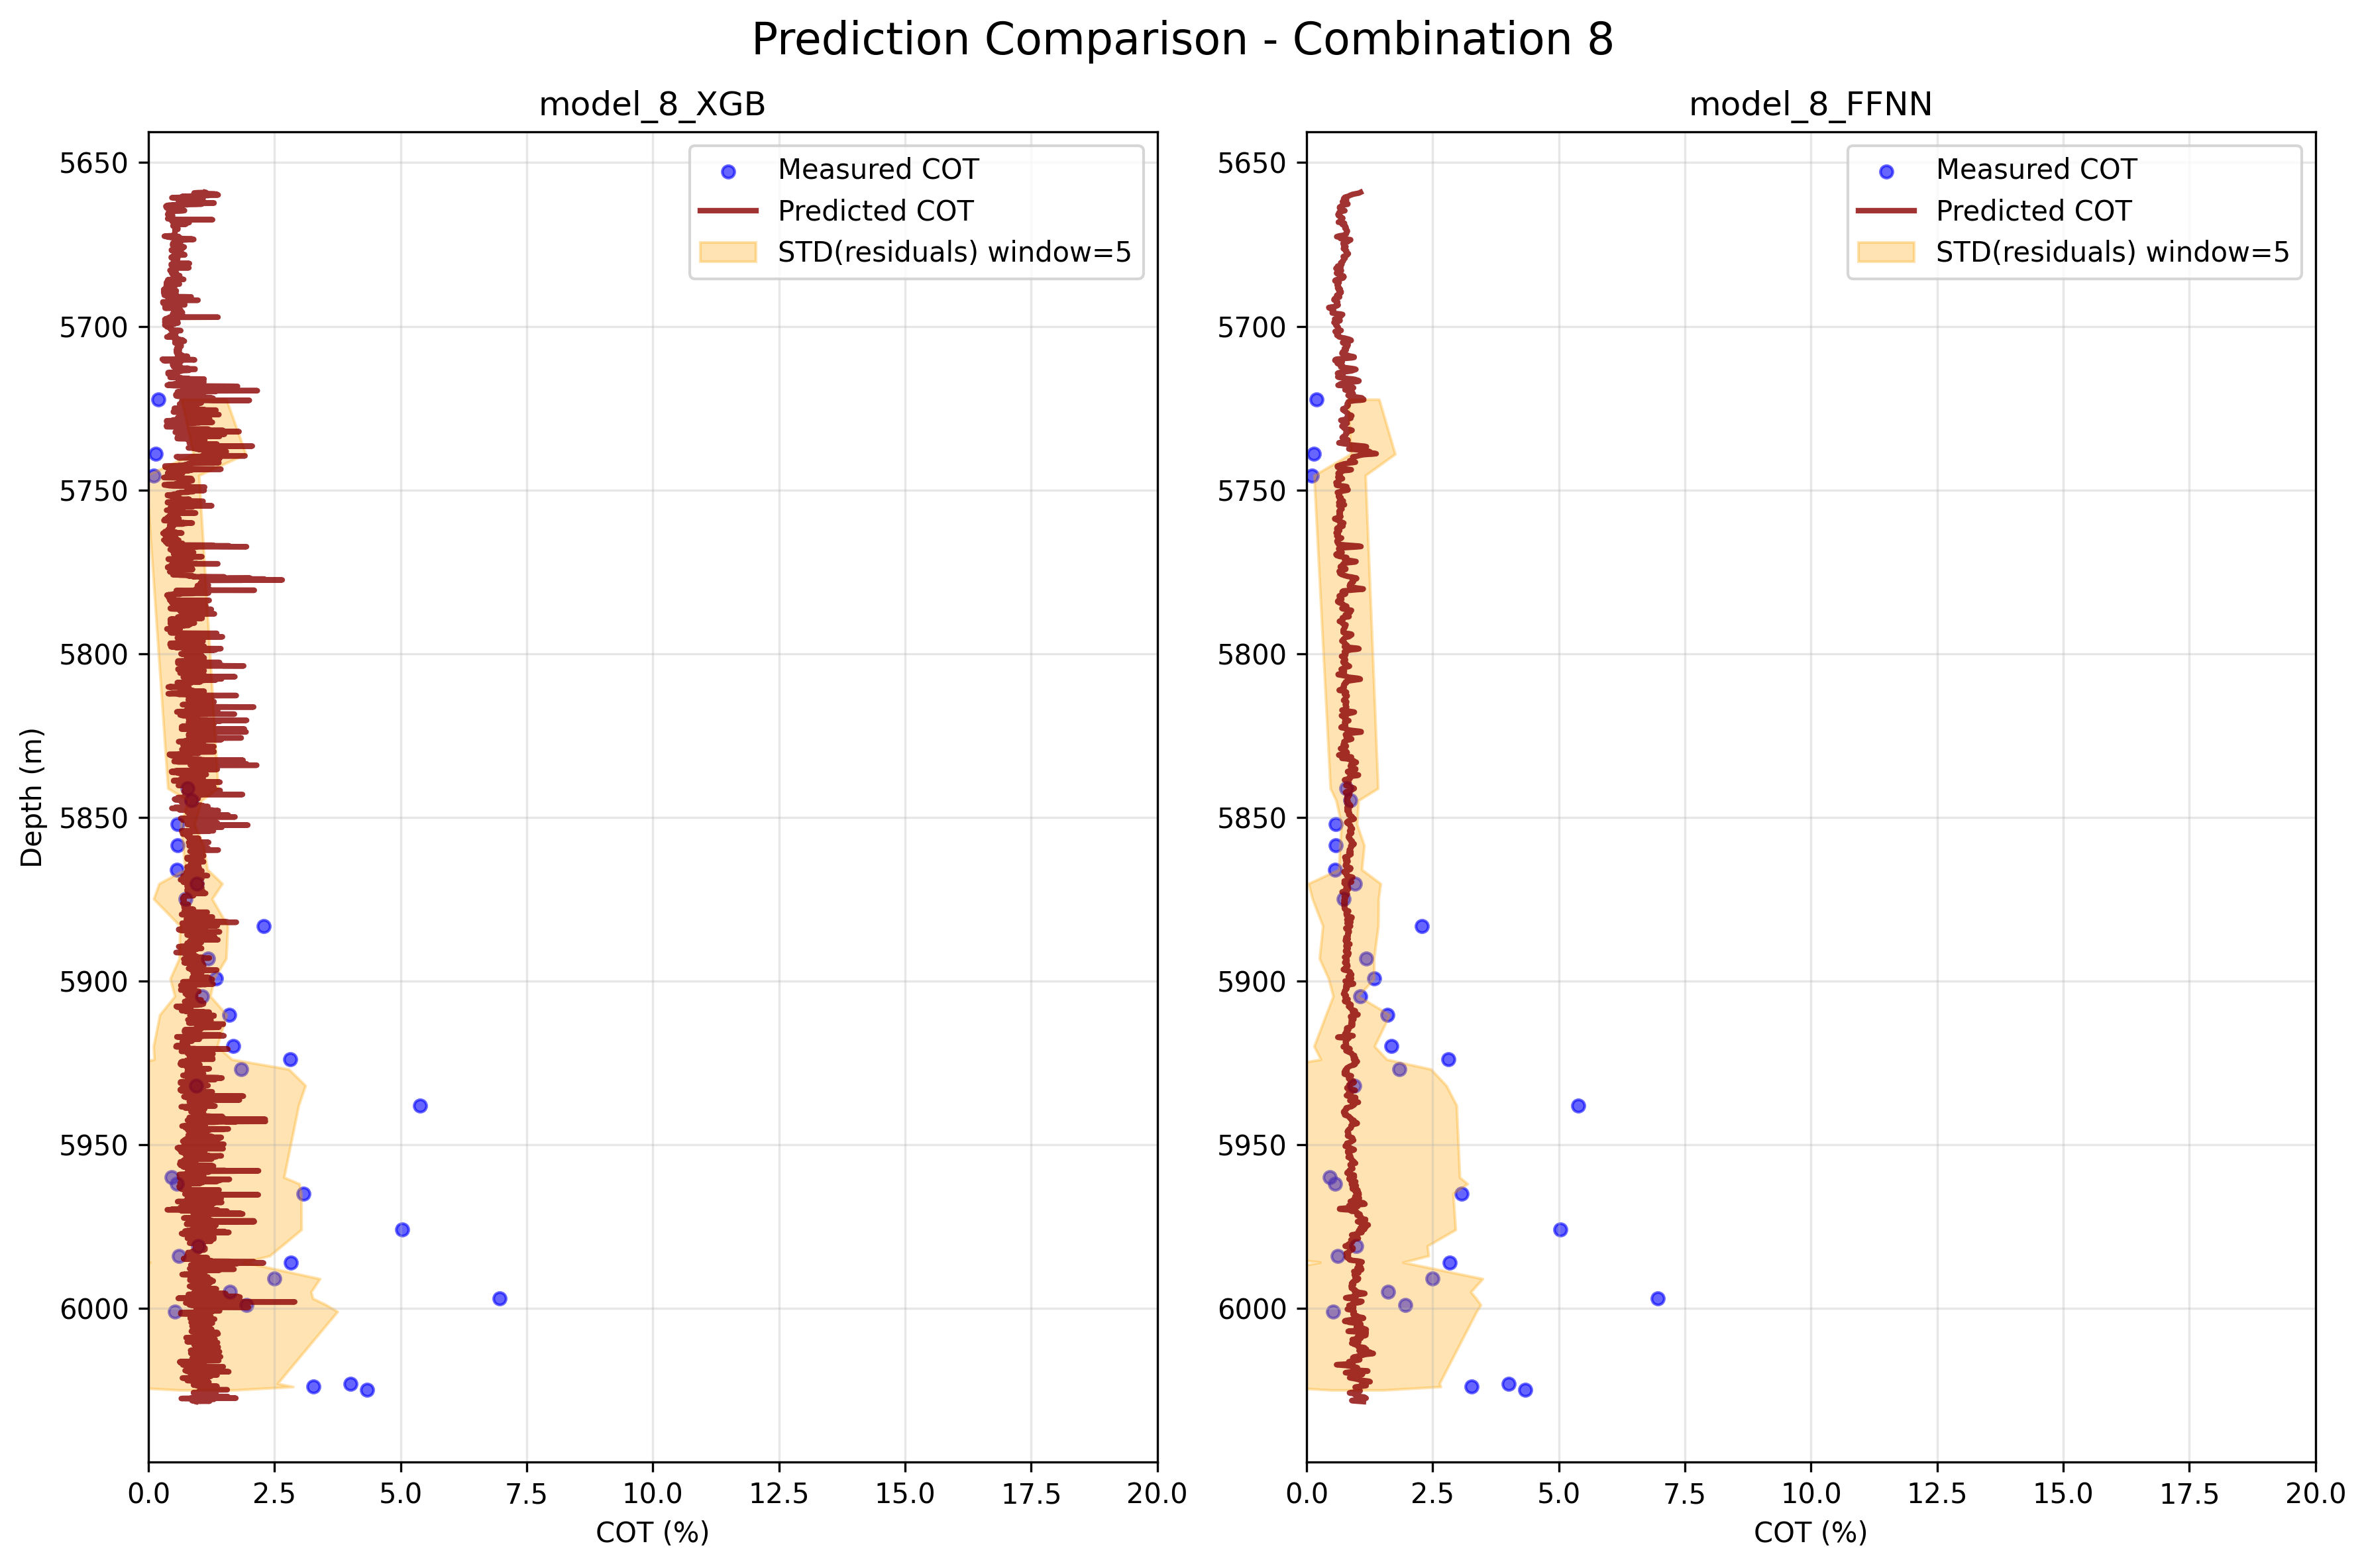 Prediction Comparison - Combination 8
model_8_XGB
Measured COT
Predicted COT
STD(residuals) window=5
5650
5700
5750
5800
5850
5900
5950
6000
Depth (m)
0.0 2.5 5.0 7.5 10.0 12.5 15.0 17.5 20.0
COT (%)
model_8_FFNN
Measured COT
Predicted COT
STD(residuals) window=5
5650
5700
5750
5800
5850
5900
5950
6000
0.0 2.5 5.0 7.5 10.0 12.5 15.0 17.5 20.0
COT (%)